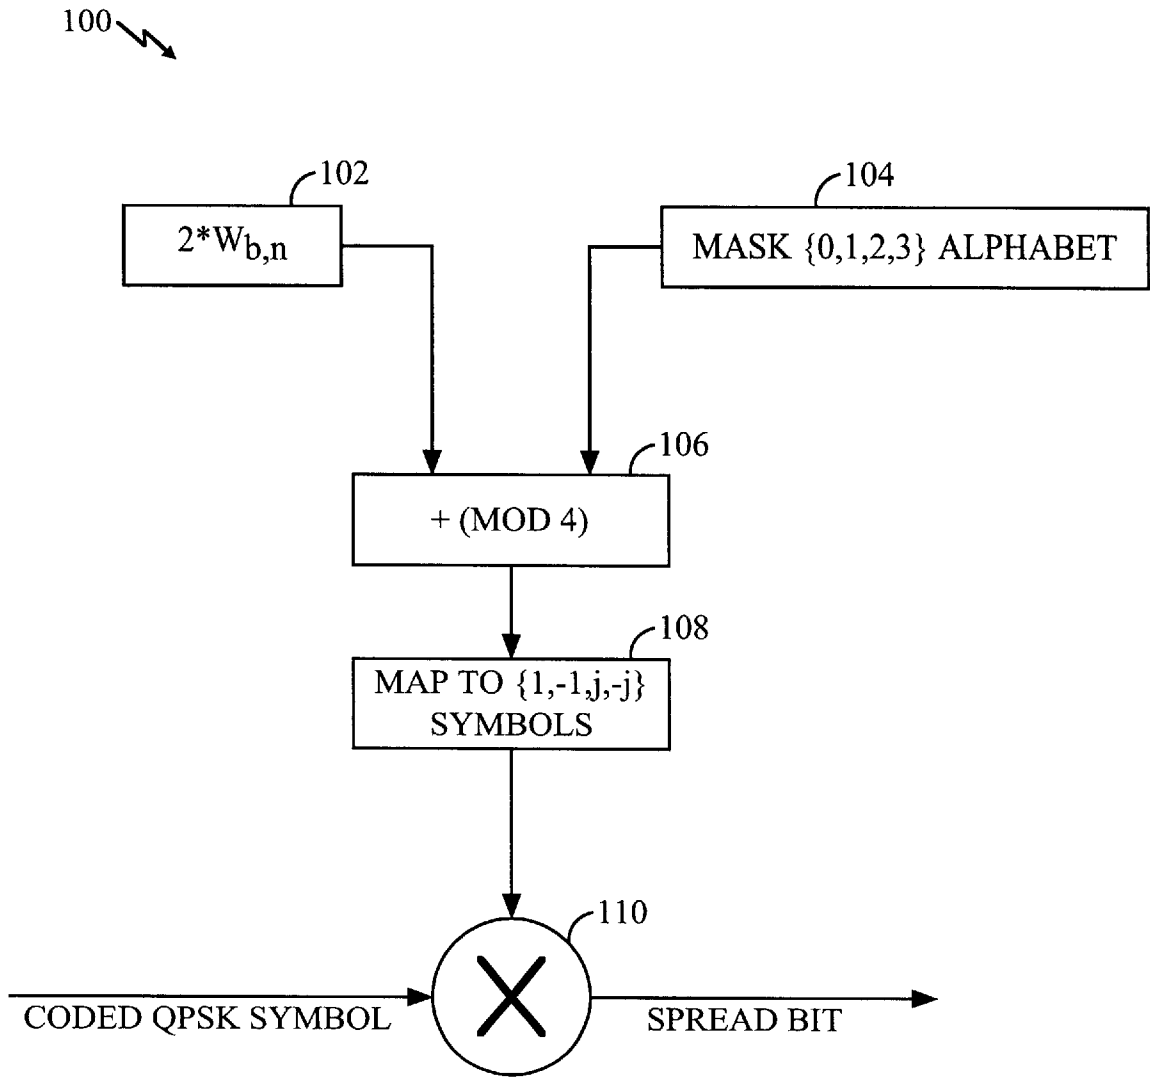 100
102
104
2*Wb,n
MASK {0,1,2,3} ALPHABET
106
+ (MOD 4)
108
MAP TO {1,-1,j,-j}
SYMBOLS
110
CODED QPSK SYMBOL
SPREAD BIT